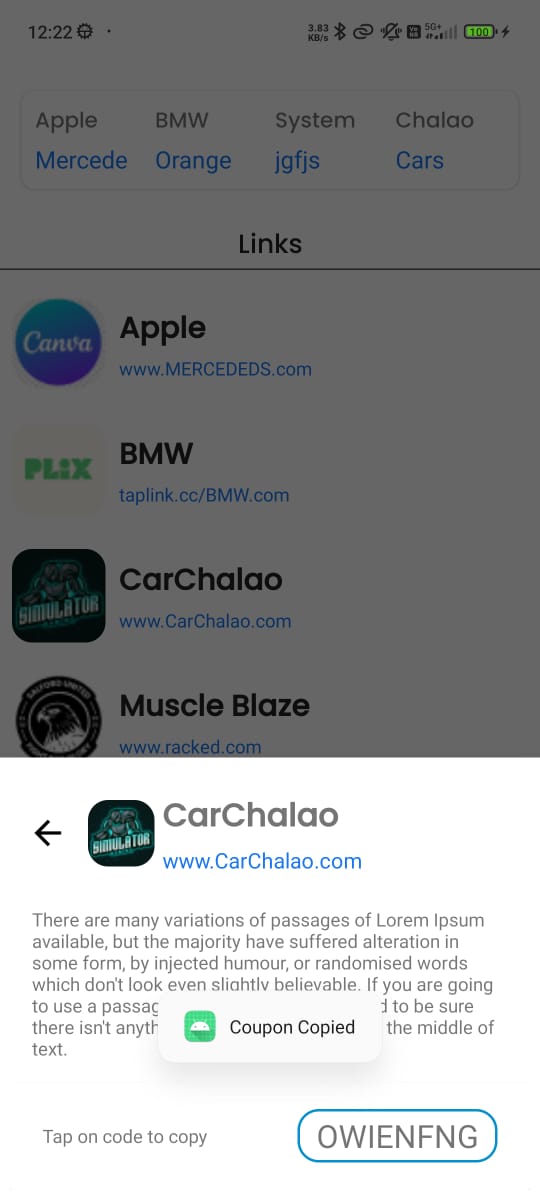 12:22
3.83 KB/s 5G+ 100
Apple BMW System Chalao
Mercede Orange jgfjs Cars
Links
Canva
Apple
www.MERCEDEDS.com
PLIX
BMW
taplink.cc/BMW.com
SIMULATOR
CarChalao
www.CarChalao.com
SALFORD UNITED
Muscle Blaze
www.racked.com
SIMULATOR
CarChalao
www.CarChalao.com
There are many variations of passages of Lorem Ipsum
available, but the majority have suffered alteration in
some form, by injected humour, or randomised words
which don't look even slightly believable. If you are going
to use a to be sure
there isn't the middle of
text.
Coupon Copied
Tap on code to copy
OWIENFNG